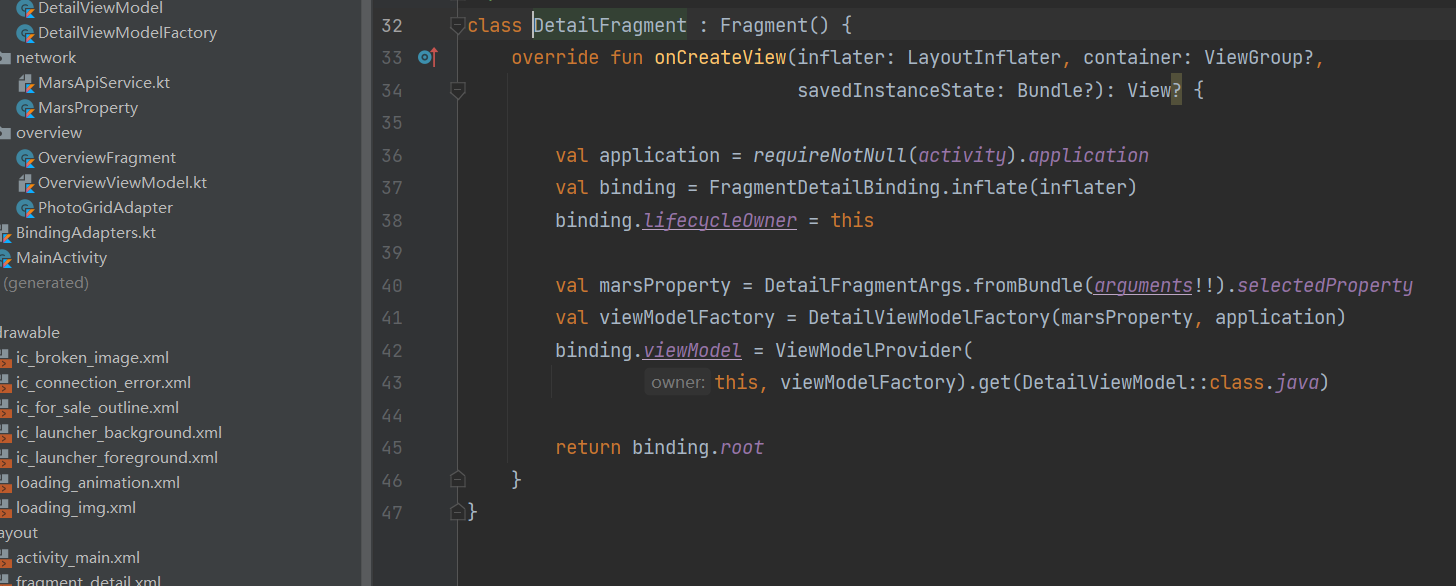 DetailViewModel
DetailViewModelFactory
network
MarsApiService.kt
MarsProperty
overview
OverviewFragment
OverviewViewModel.kt
PhotoGridAdapter
BindingAdapters.kt
MainActivity
(generated)
drawable
ic_broken_image.xml
ic_connection_error.xml
ic_for_sale_outline.xml
ic_launcher_background.xml
ic_launcher_foreground.xml
loading_animation.xml
loading_img.xml
ayout
activity_main.xml
fragment_detail.xml
32 class DetailFragment : Fragment() {
33 override fun onCreateView(inflater: LayoutInflater, container: ViewGroup?,
34 savedInstanceState: Bundle?): View? {
35
36 val application = requireNotNull(activity).application
37 val binding = FragmentDetailBinding.inflate(inflater)
38 binding.lifecycleOwner = this
39
40 val marsProperty = DetailFragmentArgs.fromBundle(arguments!!).selectedProperty
41 val viewModelFactory = DetailViewModelFactory(marsProperty, application)
42 binding.viewModel = ViewModelProvider(
43 owner: this, viewModelFactory).get(DetailViewModel::class.java)
44
45 return binding.root
46 }
47 }